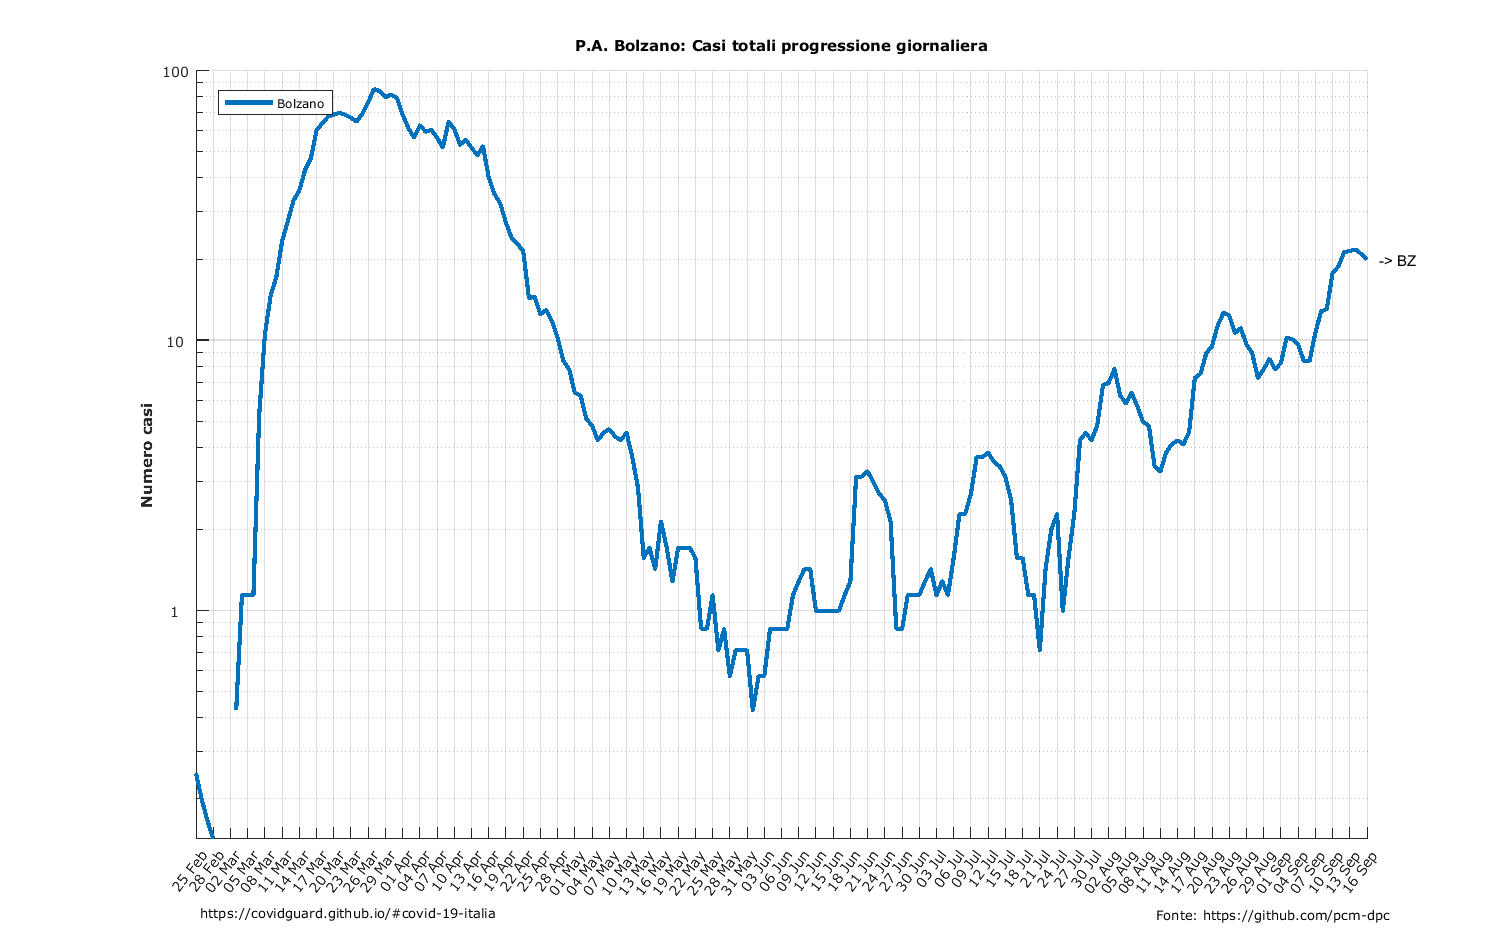 P.A. Bolzano: Casi totali progressione giornaliera
100
Bolzano
-> BZ
10
Numero casi
1
25 Feb
28 Feb
02 Mar
05 Mar
08 Mar
11 Mar
14 Mar
17 Mar
20 Mar
23 Mar
26 Mar
29 Mar
01 Apr
04 Apr
07 Apr
10 Apr
13 Apr
16 Apr
19 Apr
22 Apr
25 Apr
28 Apr
01 May
04 May
07 May
10 May
13 May
16 May
19 May
22 May
25 May
28 May
31 May
03 Jun
06 Jun
09 Jun
12 Jun
15 Jun
18 Jun
21 Jun
24 Jun
27 Jun
30 Jun
03 Jul
06 Jul
09 Jul
12 Jul
15 Jul
18 Jul
21 Jul
24 Jul
27 Jul
30 Jul
02 Aug
05 Aug
08 Aug
11 Aug
14 Aug
17 Aug
20 Aug
23 Aug
26 Aug
29 Aug
01 Sep
04 Sep
07 Sep
10 Sep
13 Sep
16 Sep
https://covidguard.github.io/#covid-19-italia
Fonte: https://github.com/pcm-dpc